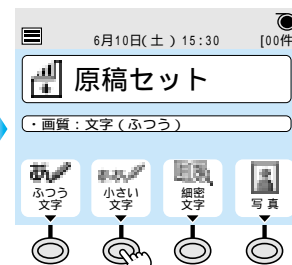 6月10日(土)15:30 [00件
原稿セット
・画質:文字(ふつう)
ふつう
文字
小さい
文字
細密
文字
写真